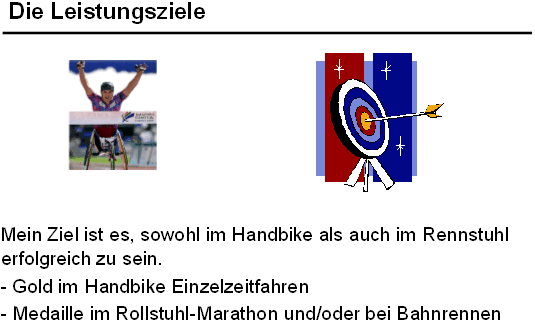 Die Leistungsziele
Mein Ziel ist es, sowohl im Handbike als auch im Rennstuhl
erfolgreich zu sein.
- Gold im Handbike Einzelzeitfahren
- Medaille im Rollstuhl-Marathon und/oder bei Bahnrennen